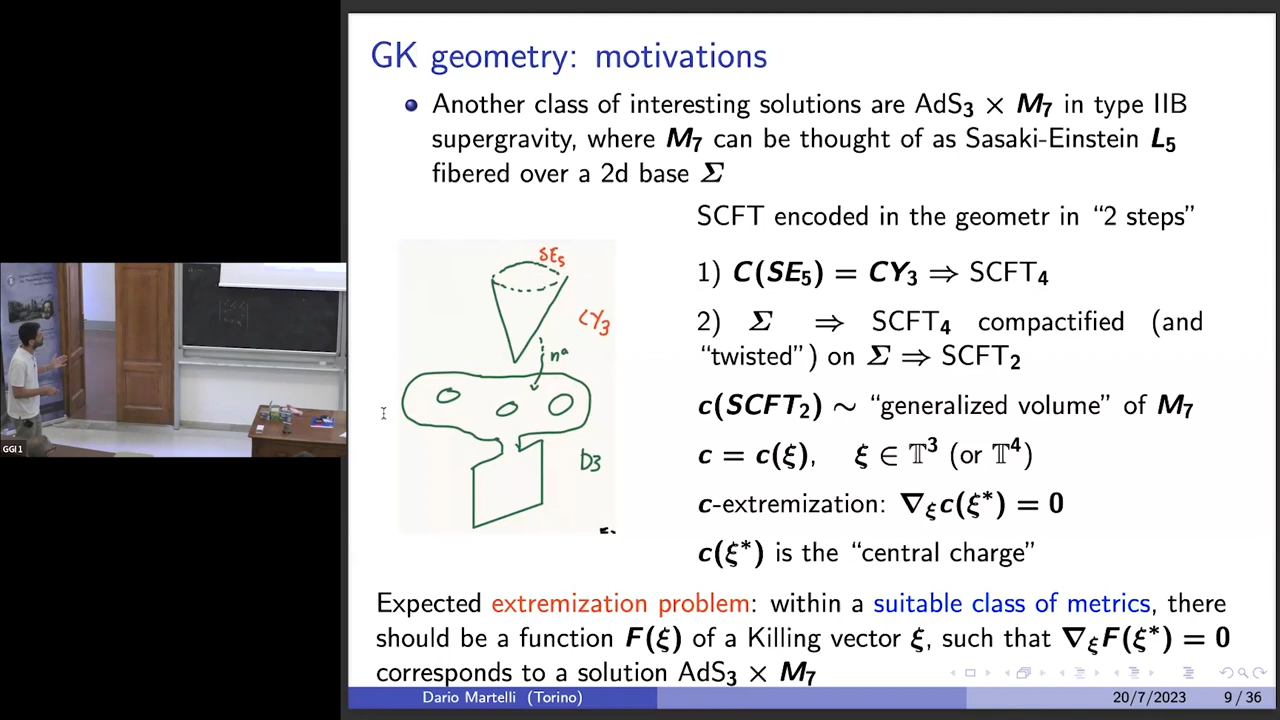 GK geometry: motivations
Another class of interesting solutions are AdS₃ × M₇ in type IIB
supergravity, where M₇ can be thought of as Sasaki-Einstein L₅
fibered over a 2d base Σ
SCFT encoded in the geometr in “2 steps”
SE₅
1) C(SE₅) = CY₃ ⇒ SCFT₄
CY₃
2) Σ ⇒ SCFT₄ compactified (and
“twisted”) on Σ ⇒ SCFT₂
nᵃ
c(SCFT₂) ∼ “generalized volume” of M₇
c = c(ξ), ξ ∈ 𝕋³ (or 𝕋⁴)
D3
c-extremization: ∇_ξ c(ξ*) = 0
c(ξ*) is the “central charge”
Expected extremization problem: within a suitable class of metrics, there
should be a function F(ξ) of a Killing vector ξ, such that ∇_ξ F(ξ*) = 0
corresponds to a solution AdS₃ × M₇
Dario Martelli (Torino) 20/7/2023 9 / 36
GGI 1